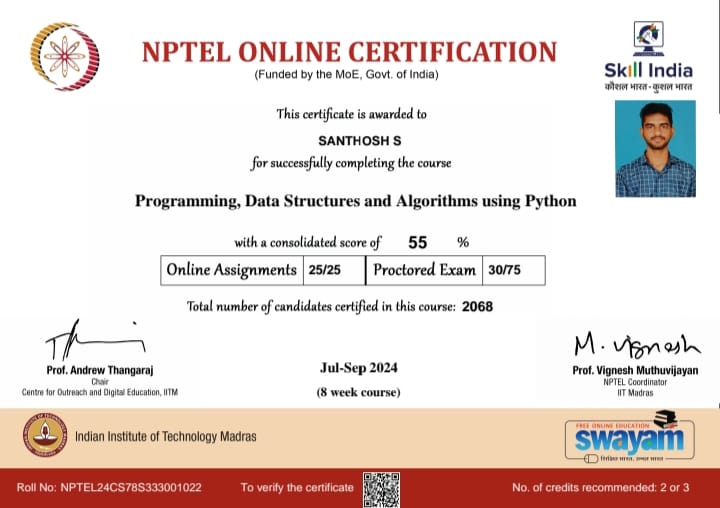 NPTEL ONLINE CERTIFICATION
(Funded by the MoE, Govt. of India)
Skill India
कौशल भारत - कुशल भारत
This certificate is awarded to
SANTHOSH S
for successfully completing the course
Programming, Data Structures and Algorithms using Python
with a consolidated score of 55 %
Online Assignments 25/25 Proctored Exam 30/75
Total number of candidates certified in this course: 2068
M. Vignesh
Prof. Andrew Thangaraj
Chair
Centre for Outreach and Digital Education, IITM
Jul-Sep 2024
(8 week course)
Prof. Vignesh Muthuvijayan
NPTEL Coordinator
IIT Madras
Indian Institute of Technology Madras
FREE ONLINE EDUCATION
swayam
शिक्षित भारत, उन्नत भारत
Roll No: NPTEL24CS78S333001022
To verify the certificate
No. of credits recommended: 2 or 3